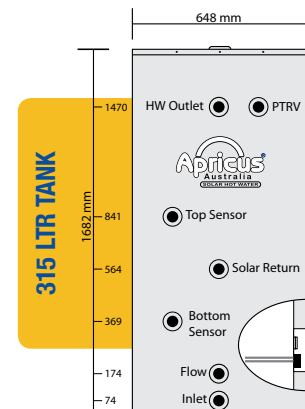 648 mm
1470
HW Outlet
PTRV
Apricus®
Australia
SOLAR HOT WATER
315 LTR TANK
1682 mm
841
Top Sensor
564
Solar Return
369
Bottom
Sensor
174
Flow
74
Inlet